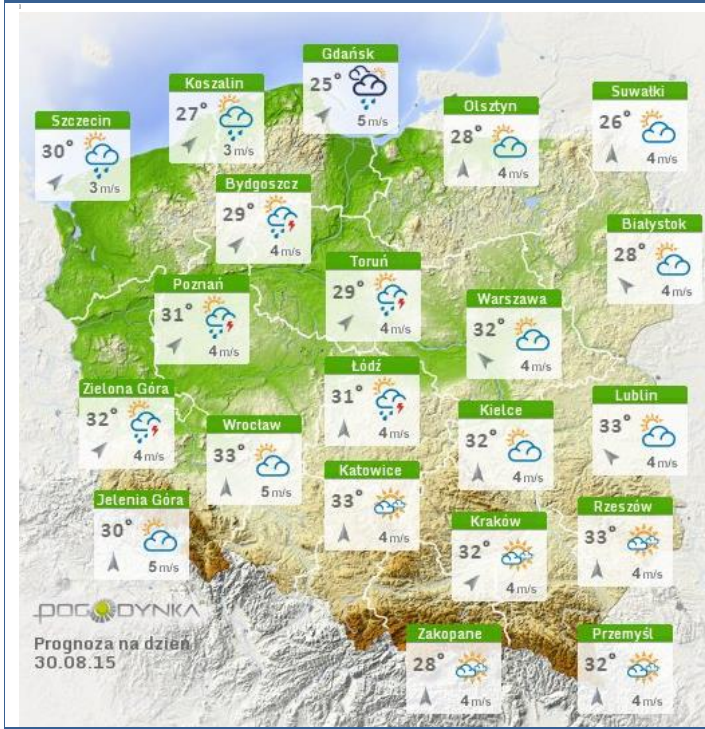 Gdańsk
25°
5 m/s
Koszalin
27°
3 m/s
Suwałki
26°
4 m/s
Olsztyn
28°
4 m/s
Szczecin
30°
3 m/s
Bydgoszcz
29°
4 m/s
Białystok
28°
4 m/s
Toruń
29°
4 m/s
Poznań
31°
4 m/s
Warszawa
32°
4 m/s
Łódź
31°
4 m/s
Zielona Góra
32°
4 m/s
Lublin
33°
4 m/s
Kielce
32°
4 m/s
Wrocław
33°
5 m/s
Katowice
33°
4 m/s
Jelenia Góra
30°
5 m/s
Rzeszów
33°
4 m/s
Kraków
32°
4 m/s
POGODYNKA
Prognoza na dzień
30.08.15
Zakopane
28°
4 m/s
Przemyśl
32°
4 m/s